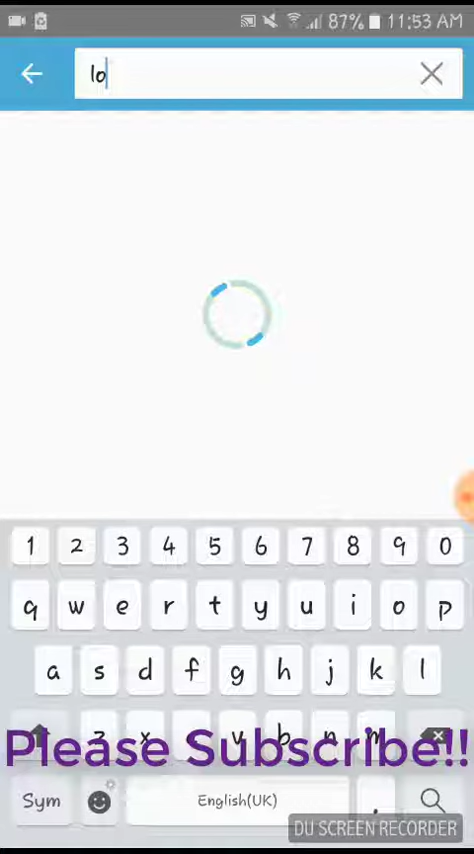 87% 11:53 AM
lo
1 2 3 4 5 6 7 8 9 0
q w e r t y u i o p
a s d f g h j k l
z x v b n m
Please Subscribe!!
Sym English(UK) ,
DU SCREEN RECORDER